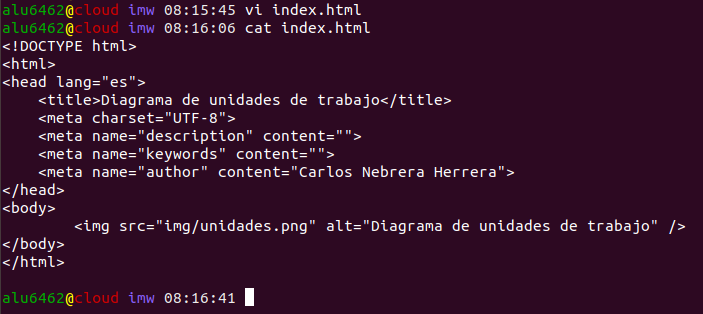 alu6462@cloud imw 08:15:45 vi index.html
alu6462@cloud imw 08:16:06 cat index.html
<!DOCTYPE html>
<html>
<head lang="es">
    <title>Diagrama de unidades de trabajo</title>
    <meta charset="UTF-8">
    <meta name="description" content="">
    <meta name="keywords" content="">
    <meta name="author" content="Carlos Nebrera Herrera">
</head>
<body>
        <img src="img/unidades.png" alt="Diagrama de unidades de trabajo" />
</body>
</html>

alu6462@cloud imw 08:16:41